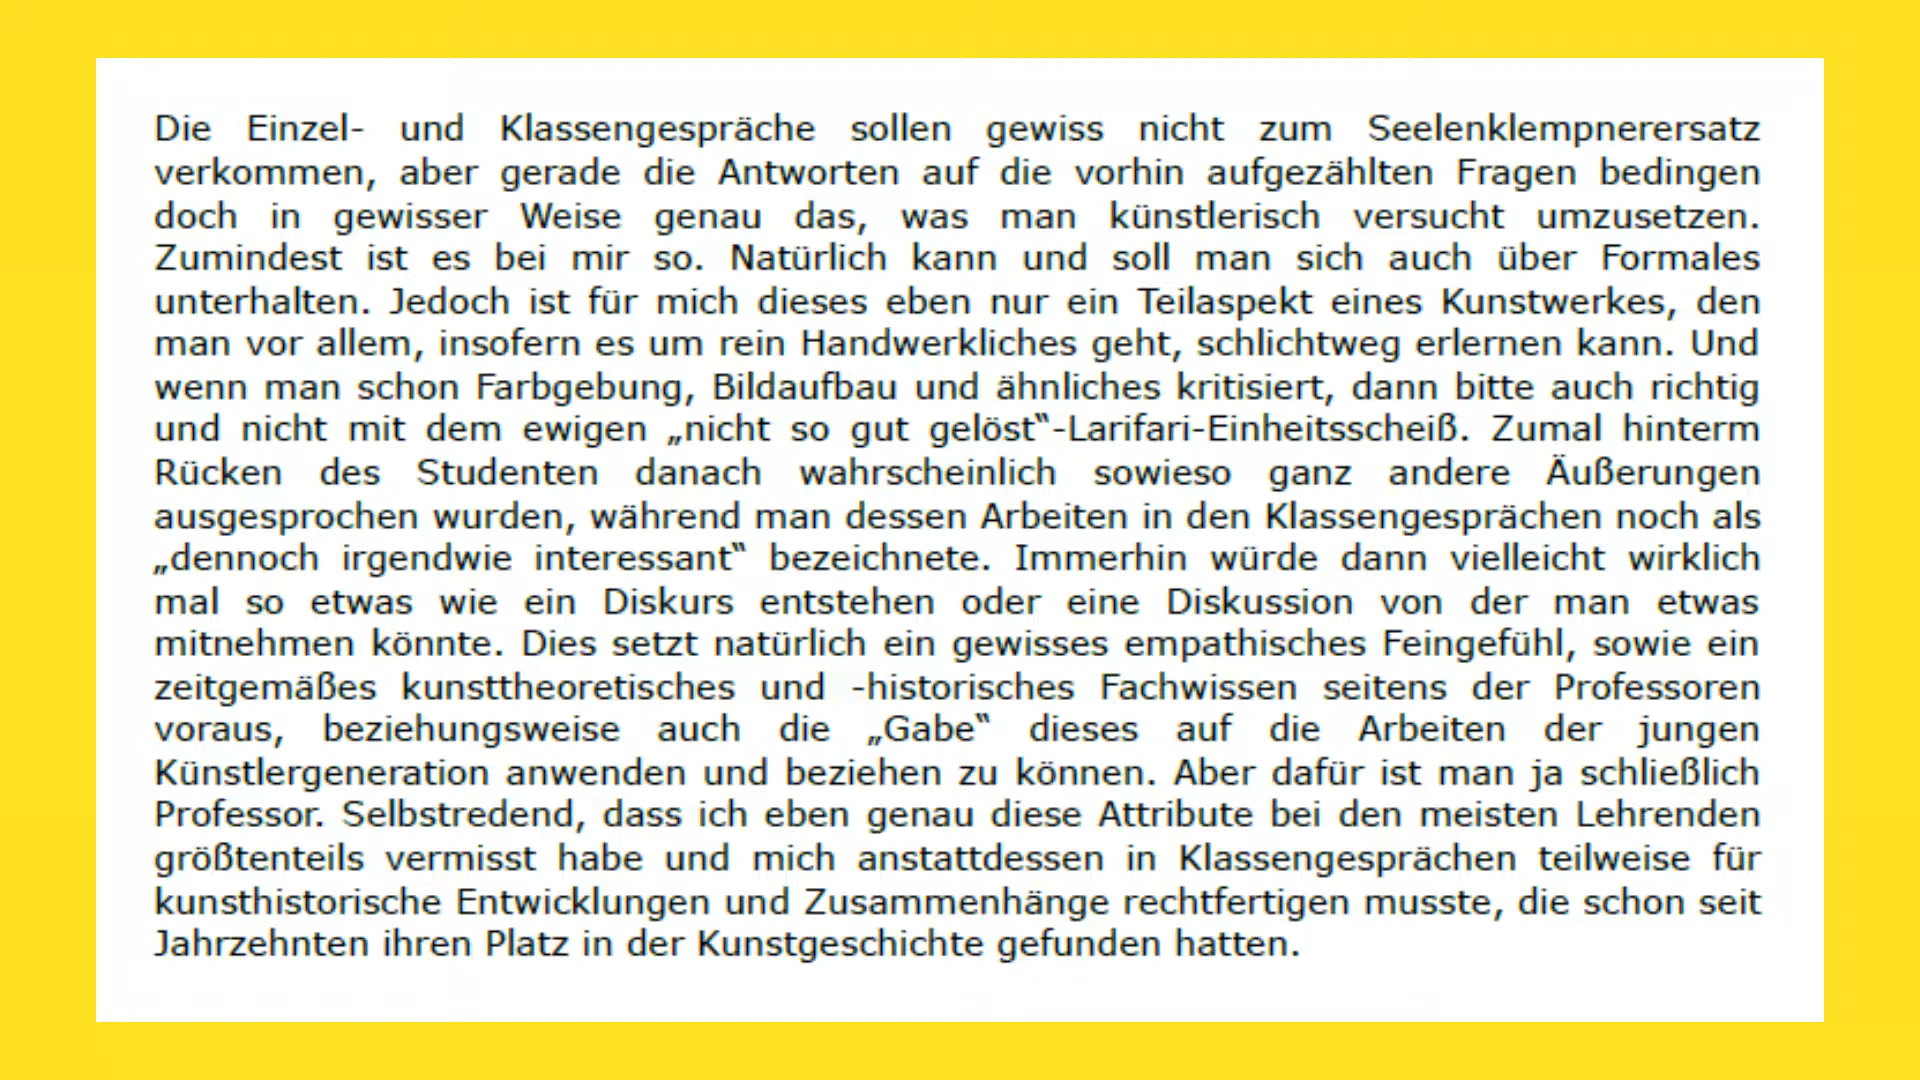 Die Einzel- und Klassengespräche sollen gewiss nicht zum Seelenklempnerersatz
verkommen, aber gerade die Antworten auf die vorhin aufgezählten Fragen bedingen
doch in gewisser Weise genau das, was man künstlerisch versucht umzusetzen.
Zumindest ist es bei mir so. Natürlich kann und soll man sich auch über Formales
unterhalten. Jedoch ist für mich dieses eben nur ein Teilaspekt eines Kunstwerkes, den
man vor allem, insofern es um rein Handwerkliches geht, schlichtweg erlernen kann. Und
wenn man schon Farbgebung, Bildaufbau und ähnliches kritisiert, dann bitte auch richtig
und nicht mit dem ewigen „nicht so gut gelöst“-Larifari-Einheitsscheiß. Zumal hinterm
Rücken des Studenten danach wahrscheinlich sowieso ganz andere Äußerungen
ausgesprochen wurden, während man dessen Arbeiten in den Klassengesprächen noch als
„dennoch irgendwie interessant“ bezeichnete. Immerhin würde dann vielleicht wirklich
mal so etwas wie ein Diskurs entstehen oder eine Diskussion von der man etwas
mitnehmen könnte. Dies setzt natürlich ein gewisses empathisches Feingefühl, sowie ein
zeitgemäßes kunsttheoretisches und -historisches Fachwissen seitens der Professoren
voraus, beziehungsweise auch die „Gabe“ dieses auf die Arbeiten der jungen
Künstlergeneration anwenden und beziehen zu können. Aber dafür ist man ja schließlich
Professor. Selbstredend, dass ich eben genau diese Attribute bei den meisten Lehrenden
größtenteils vermisst habe und mich anstattdessen in Klassengesprächen teilweise für
kunsthistorische Entwicklungen und Zusammenhänge rechtfertigen musste, die schon seit
Jahrzehnten ihren Platz in der Kunstgeschichte gefunden hatten.